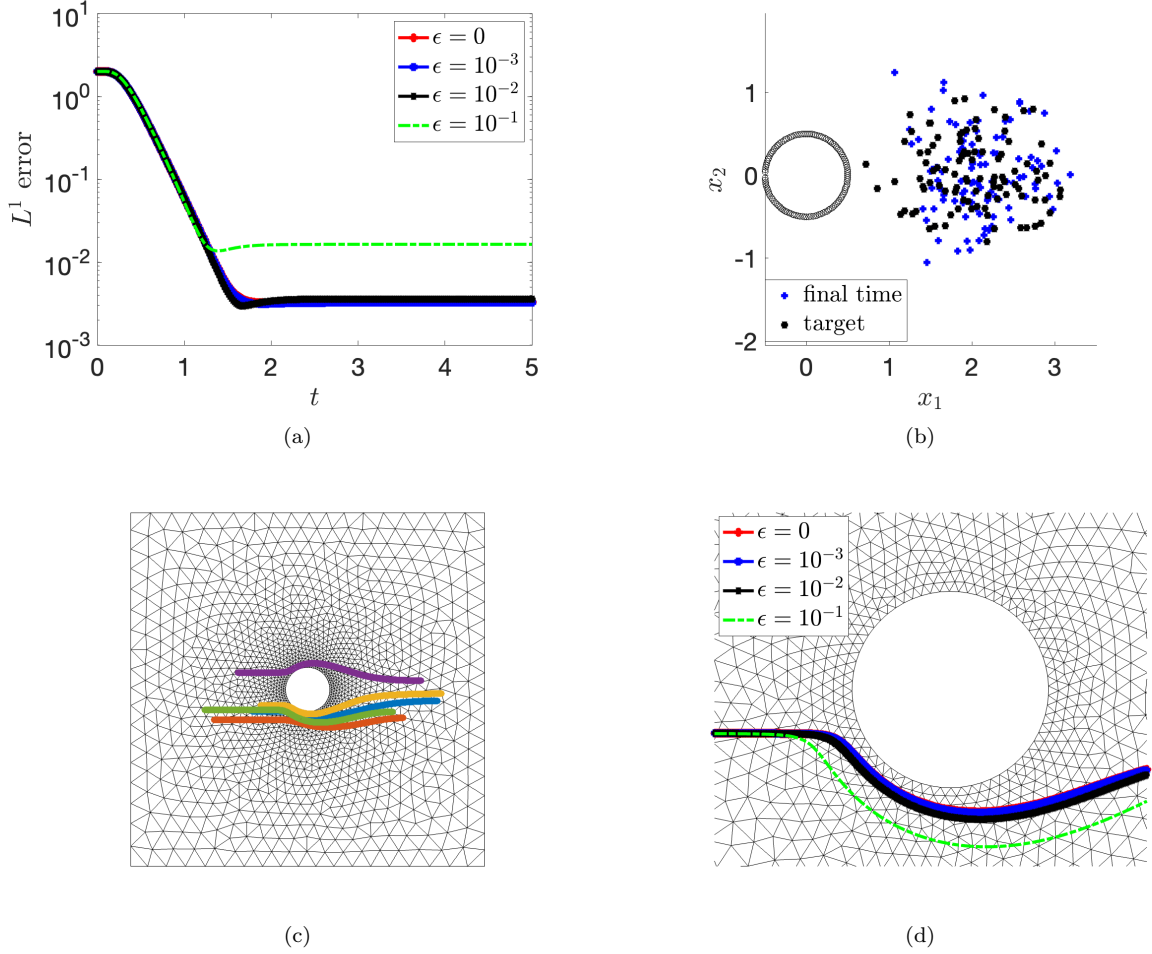 10^1
10^0
10^{-1}
10^{-2}
10^{-3}
L^1 error
0
1
2
3
4
5
t
ϵ = 0
ϵ = 10^{-3}
ϵ = 10^{-2}
ϵ = 10^{-1}
(a)
1
0
-1
-2
x_2
0
1
2
3
x_1
final time
target
(b)
(c)
ϵ = 0
ϵ = 10^{-3}
ϵ = 10^{-2}
ϵ = 10^{-1}
(d)